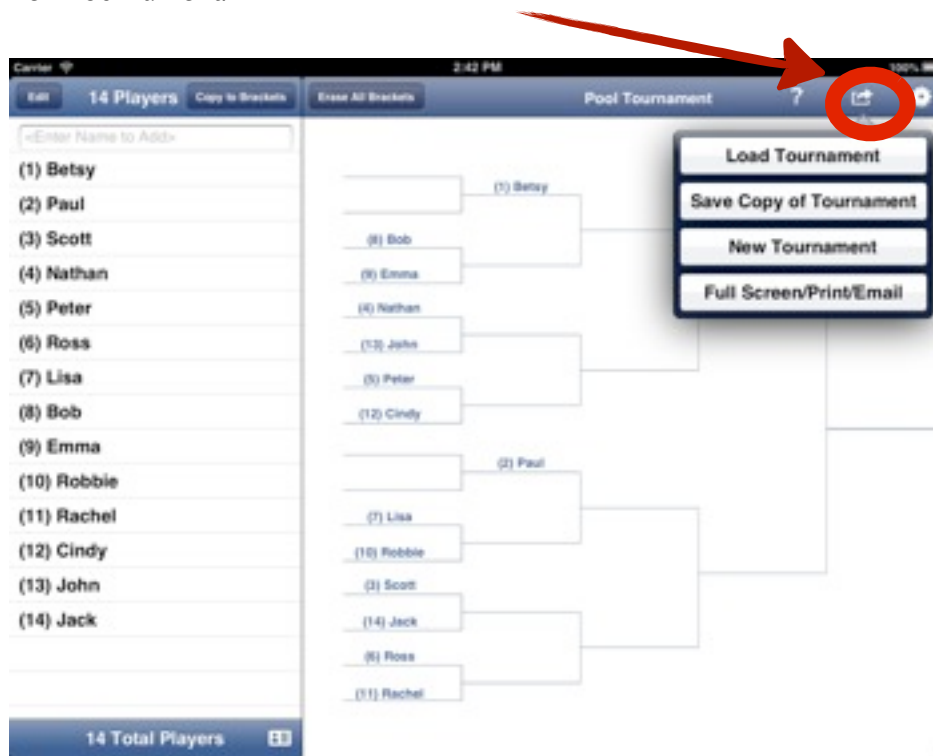 Carrier
2:42 PM
100%
Edit
14 Players
Copy to Brackets
Erase All Brackets
Pool Tournament
?
<Enter Name to Add>
(1) Betsy
(2) Paul
(3) Scott
(4) Nathan
(5) Peter
(6) Ross
(7) Lisa
(8) Bob
(9) Emma
(10) Robbie
(11) Rachel
(12) Cindy
(13) John
(14) Jack
14 Total Players
(1) Betsy
(8) Bob
(9) Emma
(4) Nathan
(13) John
(5) Peter
(12) Cindy
(2) Paul
(7) Lisa
(10) Robbie
(3) Scott
(14) Jack
(6) Ross
(11) Rachel
Load Tournament
Save Copy of Tournament
New Tournament
Full Screen/Print/Email